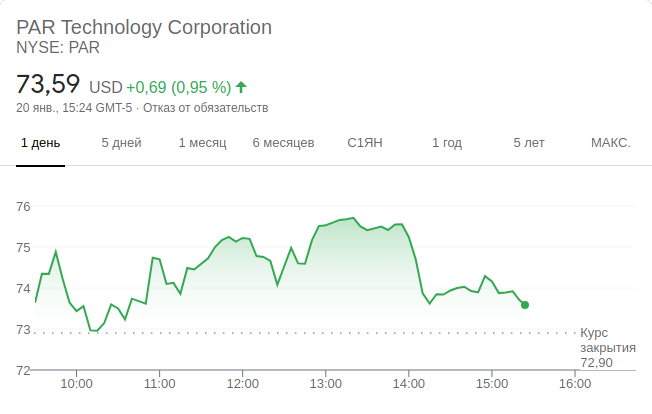 PAR Technology Corporation
NYSE: PAR
73,59 USD +0,69 (0,95 %)
20 янв., 15:24 GMT-5 · Отказ от обязательств
1 день 5 дней 1 месяц 6 месяцев С1ЯН 1 год 5 лет МАКС.
76
75
74
73
Курс
закрытия
72,90
72
10:00 11:00 12:00 13:00 14:00 15:00 16:00